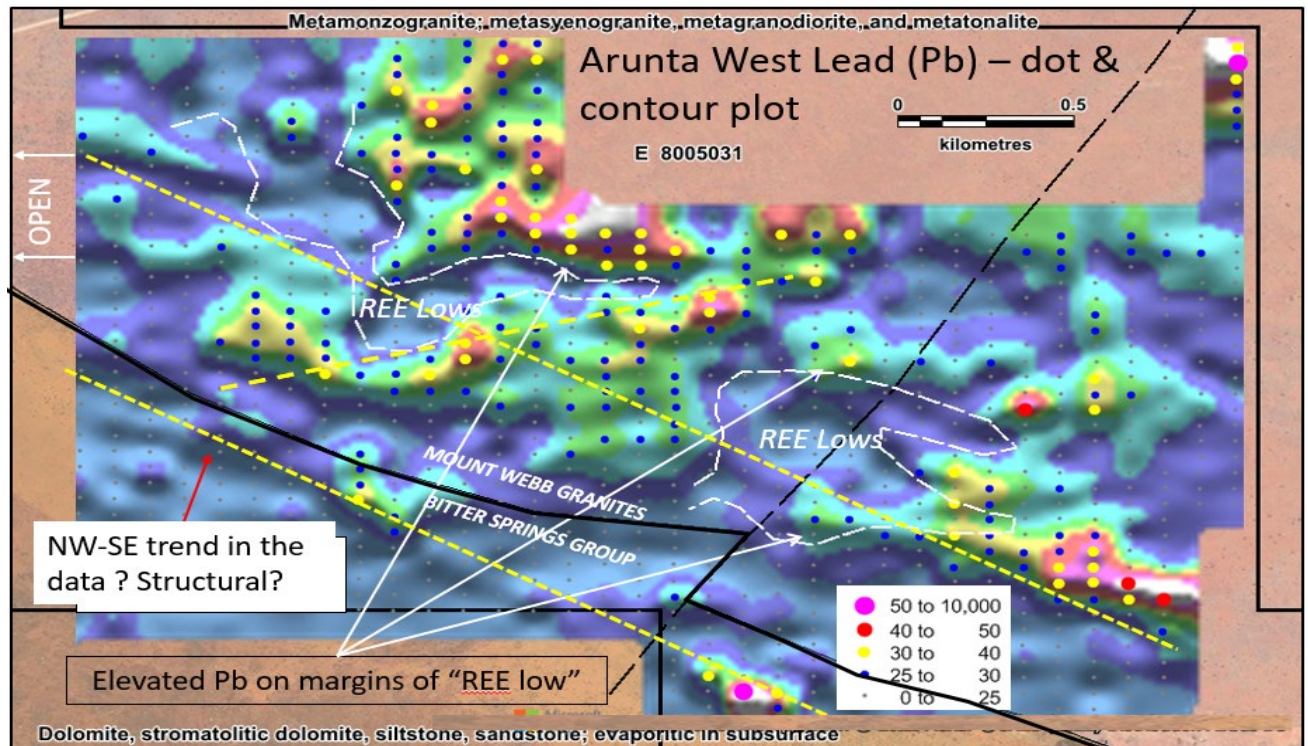 Metamonzogranite; metasyenogranite, metagranodiorite, and metatonalite
Arunta West Lead (Pb) – dot &
contour plot
0 0.5
kilometres
E 8005031
OPEN
REE Lows
REE Lows
MOUNT WEBB GRANITES
BITTER SPRINGS GROUP
NW-SE trend in the
data ? Structural?
50 to 10,000
40 to 50
30 to 40
25 to 30
0 to 25
Elevated Pb on margins of “REE low”
Microsoft
Dolomite, stromatolitic dolomite, siltstone, sandstone; evaporitic in subsurface